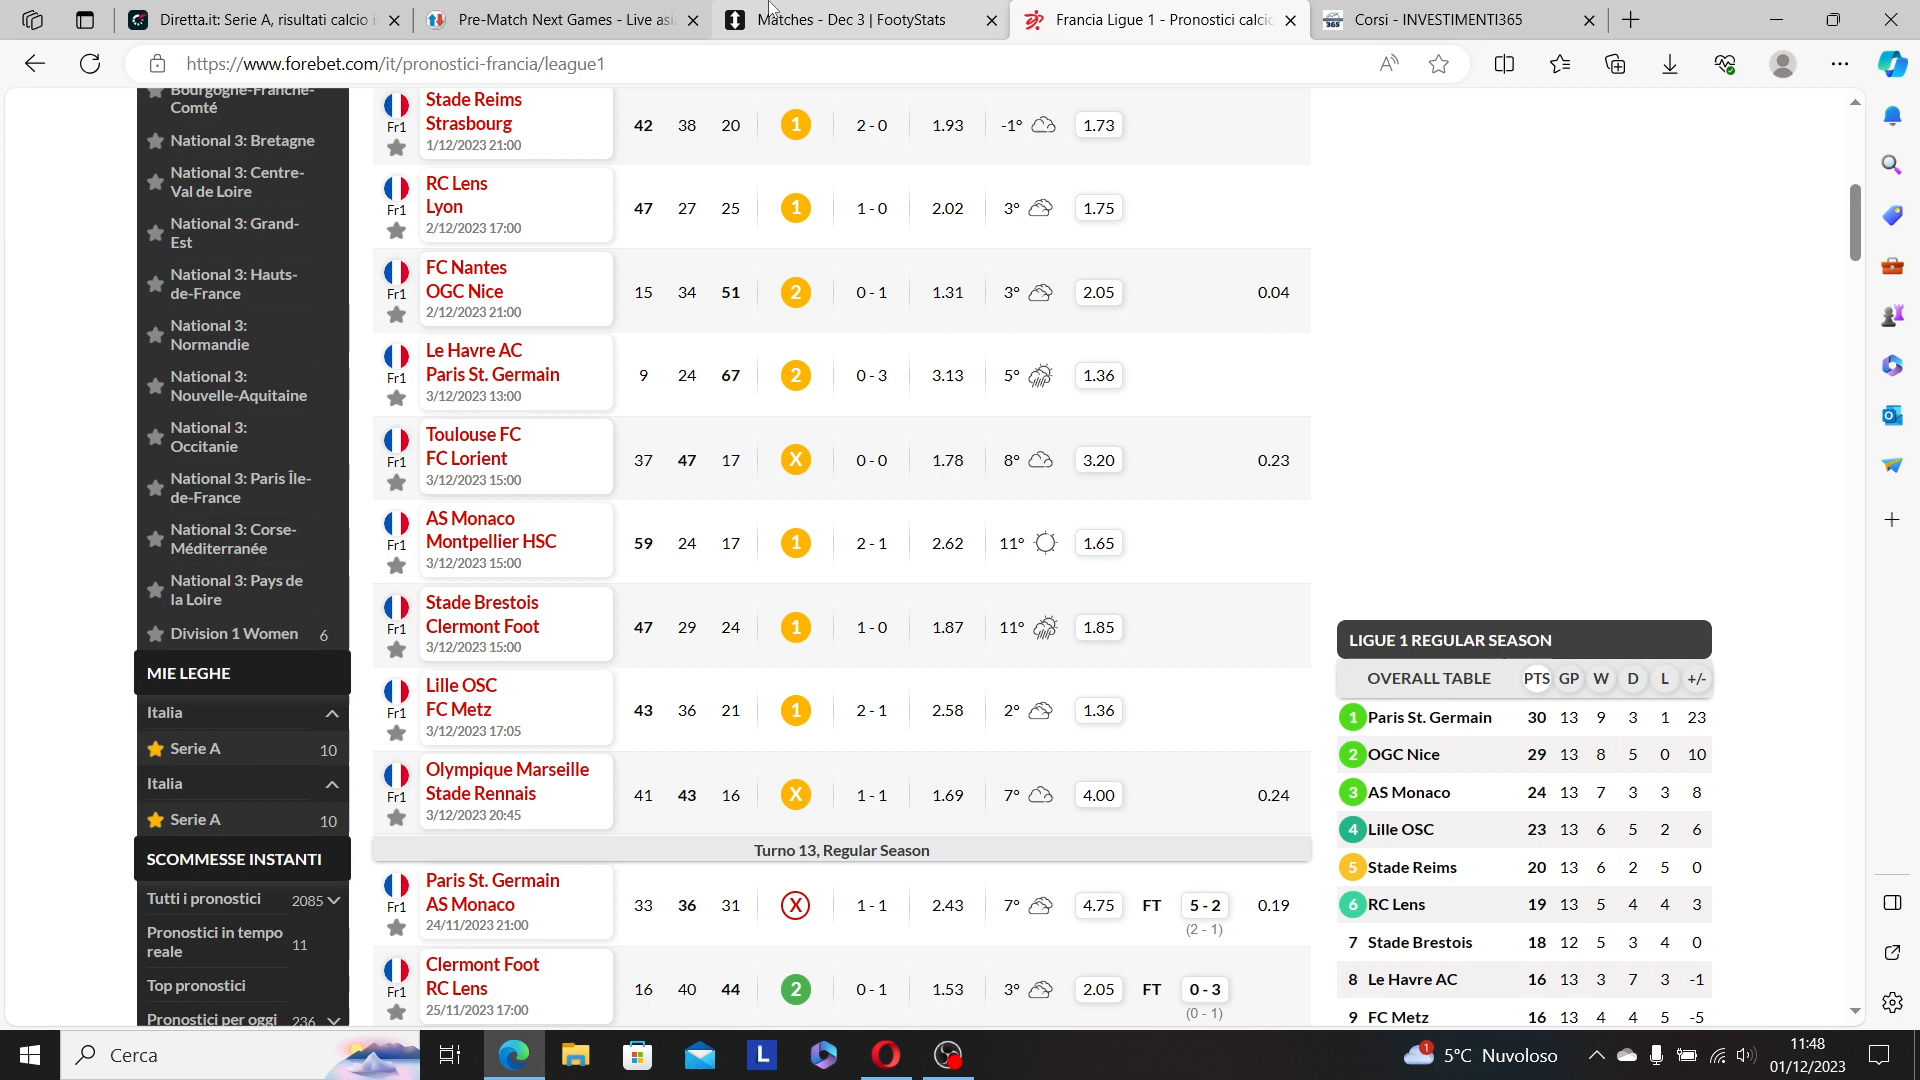 Diretta.it: Serie A, risultati calcio i
Pre-Match Next Games - Live asi
Matches - Dec 3 | FootyStats
Francia Ligue 1 - Pronostici calcio
Corsi - INVESTIMENTI365
https://www.forebet.com/it/pronostici-francia/league1
Bourgogne-Franche-
Comté
National 3: Bretagne
National 3: Centre-
Val de Loire
National 3: Grand-
Est
National 3: Hauts-
de-France
National 3:
Normandie
National 3:
Nouvelle-Aquitaine
National 3:
Occitanie
National 3: Paris Île-
de-France
National 3: Corse-
Méditerranée
National 3: Pays de
la Loire
Division 1 Women 6
MIE LEGHE
Italia
Serie A 10
Italia
Serie A 10
SCOMMESSE INSTANTI
Tutti i pronostici 2085
Pronostici in tempo
reale 11
Top pronostici
Pronostici per oggi 236
Stade Reims
Fr1 Strasbourg 42 38 20 1 2 - 0 1.93 -1° 1.73
1/12/2023 21:00
RC Lens
Fr1 Lyon 47 27 25 1 1 - 0 2.02 3° 1.75
2/12/2023 17:00
FC Nantes
Fr1 OGC Nice 15 34 51 2 0 - 1 1.31 3° 2.05 0.04
2/12/2023 21:00
Le Havre AC
Fr1 Paris St. Germain 9 24 67 2 0 - 3 3.13 5° 1.36
3/12/2023 13:00
Toulouse FC
Fr1 FC Lorient 37 47 17 X 0 - 0 1.78 8° 3.20 0.23
3/12/2023 15:00
AS Monaco
Fr1 Montpellier HSC 59 24 17 1 2 - 1 2.62 11° 1.65
3/12/2023 15:00
Stade Brestois
Fr1 Clermont Foot 47 29 24 1 1 - 0 1.87 11° 1.85
3/12/2023 15:00
Lille OSC
Fr1 FC Metz 43 36 21 1 2 - 1 2.58 2° 1.36
3/12/2023 17:05
Olympique Marseille
Fr1 Stade Rennais 41 43 16 X 1 - 1 1.69 7° 4.00 0.24
3/12/2023 20:45
Turno 13, Regular Season
Paris St. Germain
Fr1 AS Monaco 33 36 31 X 1 - 1 2.43 7° 4.75 FT 5 - 2 0.19
24/11/2023 21:00 (2 - 1)
Clermont Foot
Fr1 RC Lens 16 40 44 2 0 - 1 1.53 3° 2.05 FT 0 - 3
25/11/2023 17:00 (0 - 1)
LIGUE 1 REGULAR SEASON
OVERALL TABLE PTS GP W D L +/-
1 Paris St. Germain 30 13 9 3 1 23
2 OGC Nice 29 13 8 5 0 10
3 AS Monaco 24 13 7 3 3 8
4 Lille OSC 23 13 6 5 2 6
5 Stade Reims 20 13 6 2 5 0
6 RC Lens 19 13 5 4 4 3
7 Stade Brestois 18 12 5 3 4 0
8 Le Havre AC 16 13 3 7 3 -1
9 FC Metz 16 13 4 4 5 -5
Cerca
1 5°C Nuvoloso
11:48
01/12/2023